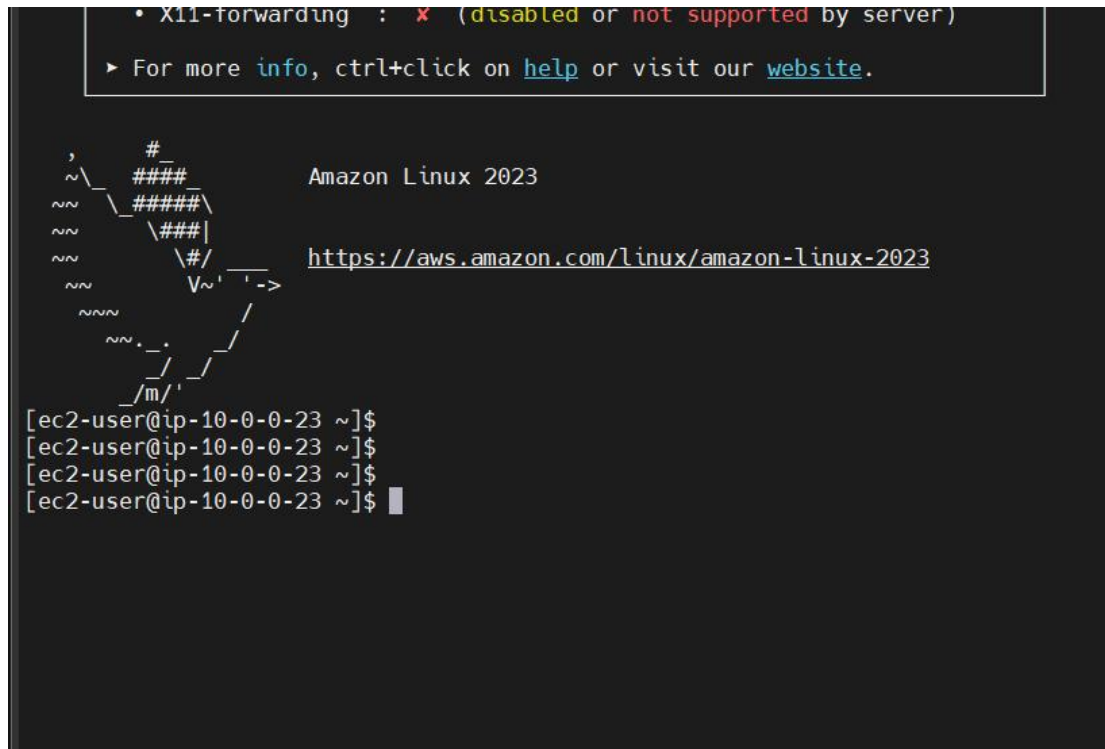 • X11-forwarding  :  ✘  (disabled or not supported by server)
➤ For more info, ctrl+click on help or visit our website.
   ,     #_
   ~\_  ####_        Amazon Linux 2023
  ~~  \_#####\
  ~~     \###|
  ~~       \#/ ___   https://aws.amazon.com/linux/amazon-linux-2023
   ~~       V~' '->
    ~~~         /
      ~~._.   _/
         _/ _/
       _/m/'
[ec2-user@ip-10-0-0-23 ~]$
[ec2-user@ip-10-0-0-23 ~]$
[ec2-user@ip-10-0-0-23 ~]$
[ec2-user@ip-10-0-0-23 ~]$